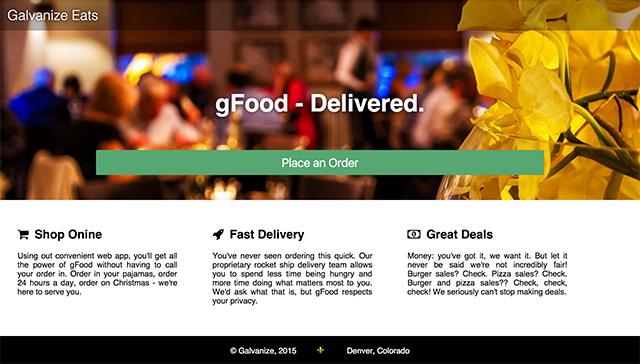 Galvanize Eats
gFood - Delivered.
Place an Order
Shop Onine
Using out convenient web app, you'll get all
the power of gFood without having to call
your order in. Order in your pajamas, order
24 hours a day, order on Christmas - we're
here to serve you.
Fast Delivery
You've never seen ordering this quick. Our
proprietary rocket ship delivery team allows
you to spend less time being hungry and
more time doing what matters most to you.
We'd ask what that is, but gFood respects
your privacy.
Great Deals
Money: you've got it, we want it. But let it
never be said we're not incredibly fair!
Burger sales? Check. Pizza sales? Check.
Burger and pizza sales?? Check, check,
check! We seriously can't stop making deals.
© Galvanize, 2015 Denver, Colorado